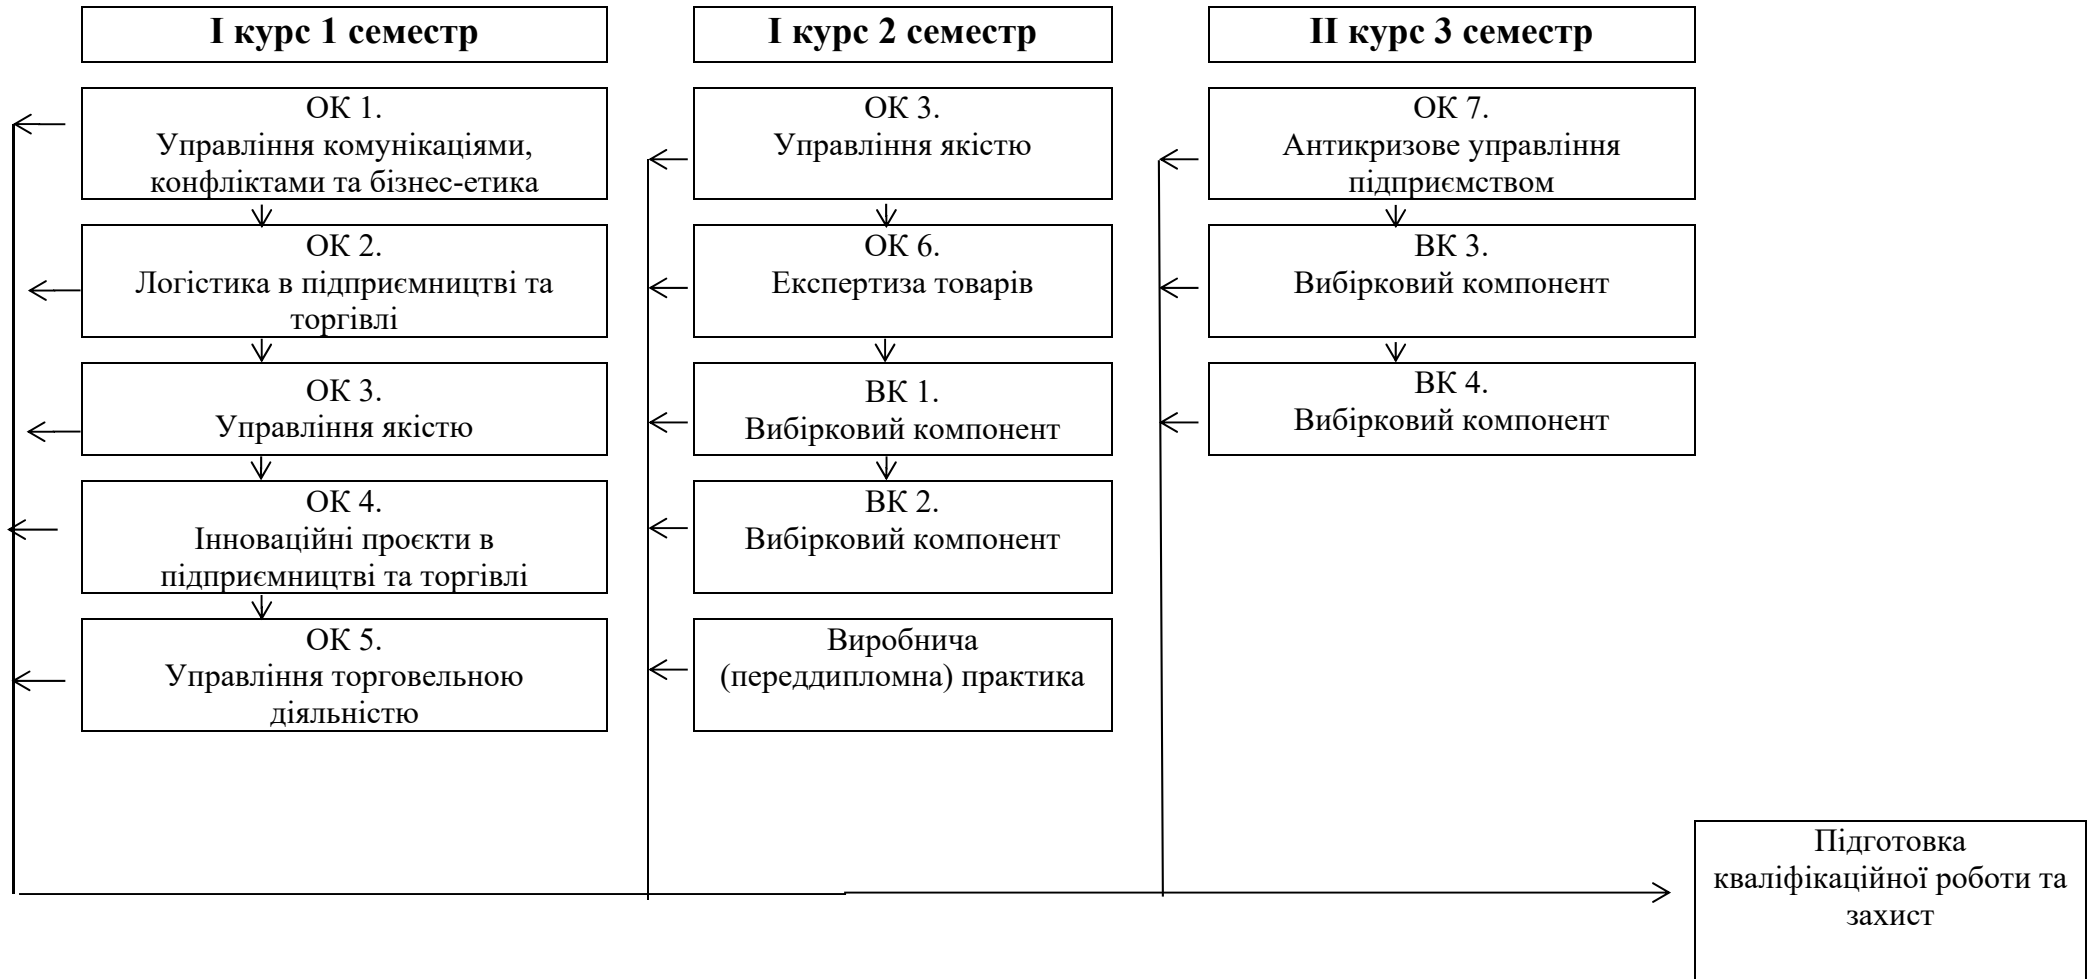 І курс 1 семестр
І курс 2 семестр
ІІ курс 3 семестр
ОК 1.
Управління комунікаціями,
конфліктами та бізнес-етика
ОК 2.
Логістика в підприємництві та
торгівлі
ОК 3.
Управління якістю
ОК 4.
Інноваційні проєкти в
підприємництві та торгівлі
ОК 5.
Управління торговельною
діяльністю
ОК 3.
Управління якістю
ОК 6.
Експертиза товарів
ВК 1.
Вибірковий компонент
ВК 2.
Вибірковий компонент
Виробнича
(переддипломна) практика
ОК 7.
Антикризове управління
підприємством
ВК 3.
Вибірковий компонент
ВК 4.
Вибірковий компонент
Підготовка
кваліфікаційної роботи та
захист